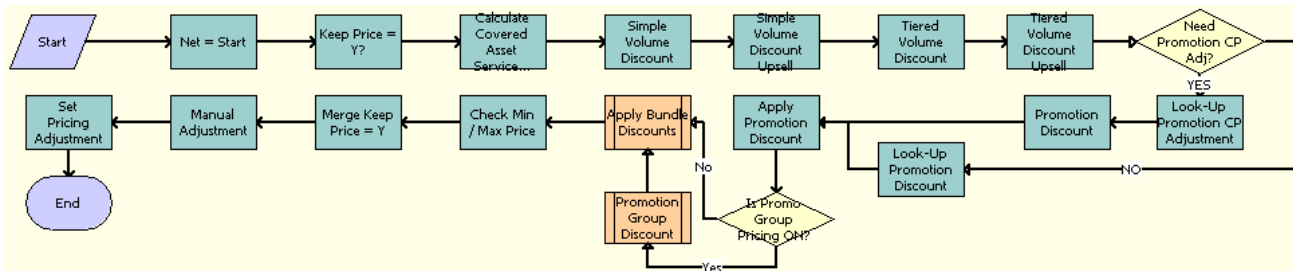 Start
Net = Start
Keep Price =
Y?
Calculate
Covered
Asset
Service...
Simple
Volume
Discount
Simple
Volume
Discount
Upsell
Tiered
Volume
Discount
Tiered
Volume
Discount
Upsell
Need
Promotion CP
Adj?
YES
Set
Pricing
Adjustment
Manual
Adjustment
Merge Keep
Price = Y
Check Min
/ Max Price
Apply Bundle
Discounts
Apply
Promotion
Discount
Promotion
Discount
Look-Up
Promotion CP
Adjustment
Look-Up
Promotion
Discount
NO
No
End
Promotion
Group
Discount
Is Promo
Group
Pricing ON?
Yes